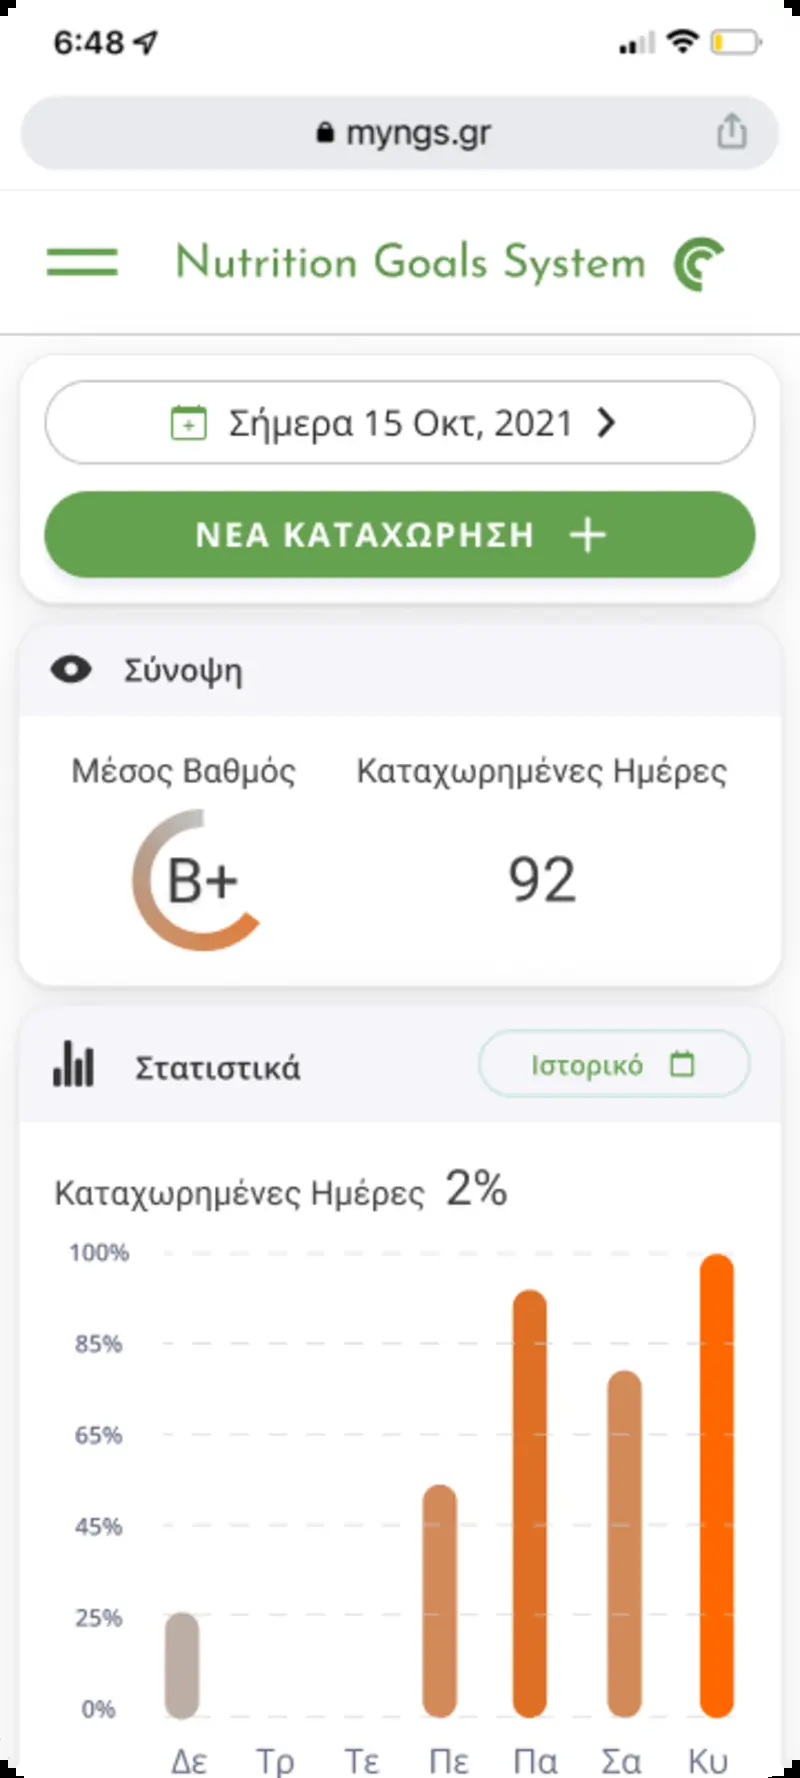 6:48
myngs.gr
Nutrition Goals System
Σήμερα 15 Οκτ, 2021
ΝΕΑ ΚΑΤΑΧΩΡΗΣΗ +
Σύνοψη
Μέσος Βαθμός Καταχωρημένες Ημέρες
B+ 92
Στατιστικά Ιστορικό
Καταχωρημένες Ημέρες 2%
100%
85%
65%
45%
25%
0%
Δε Τρ Τε Πε Πα Σα Κυ